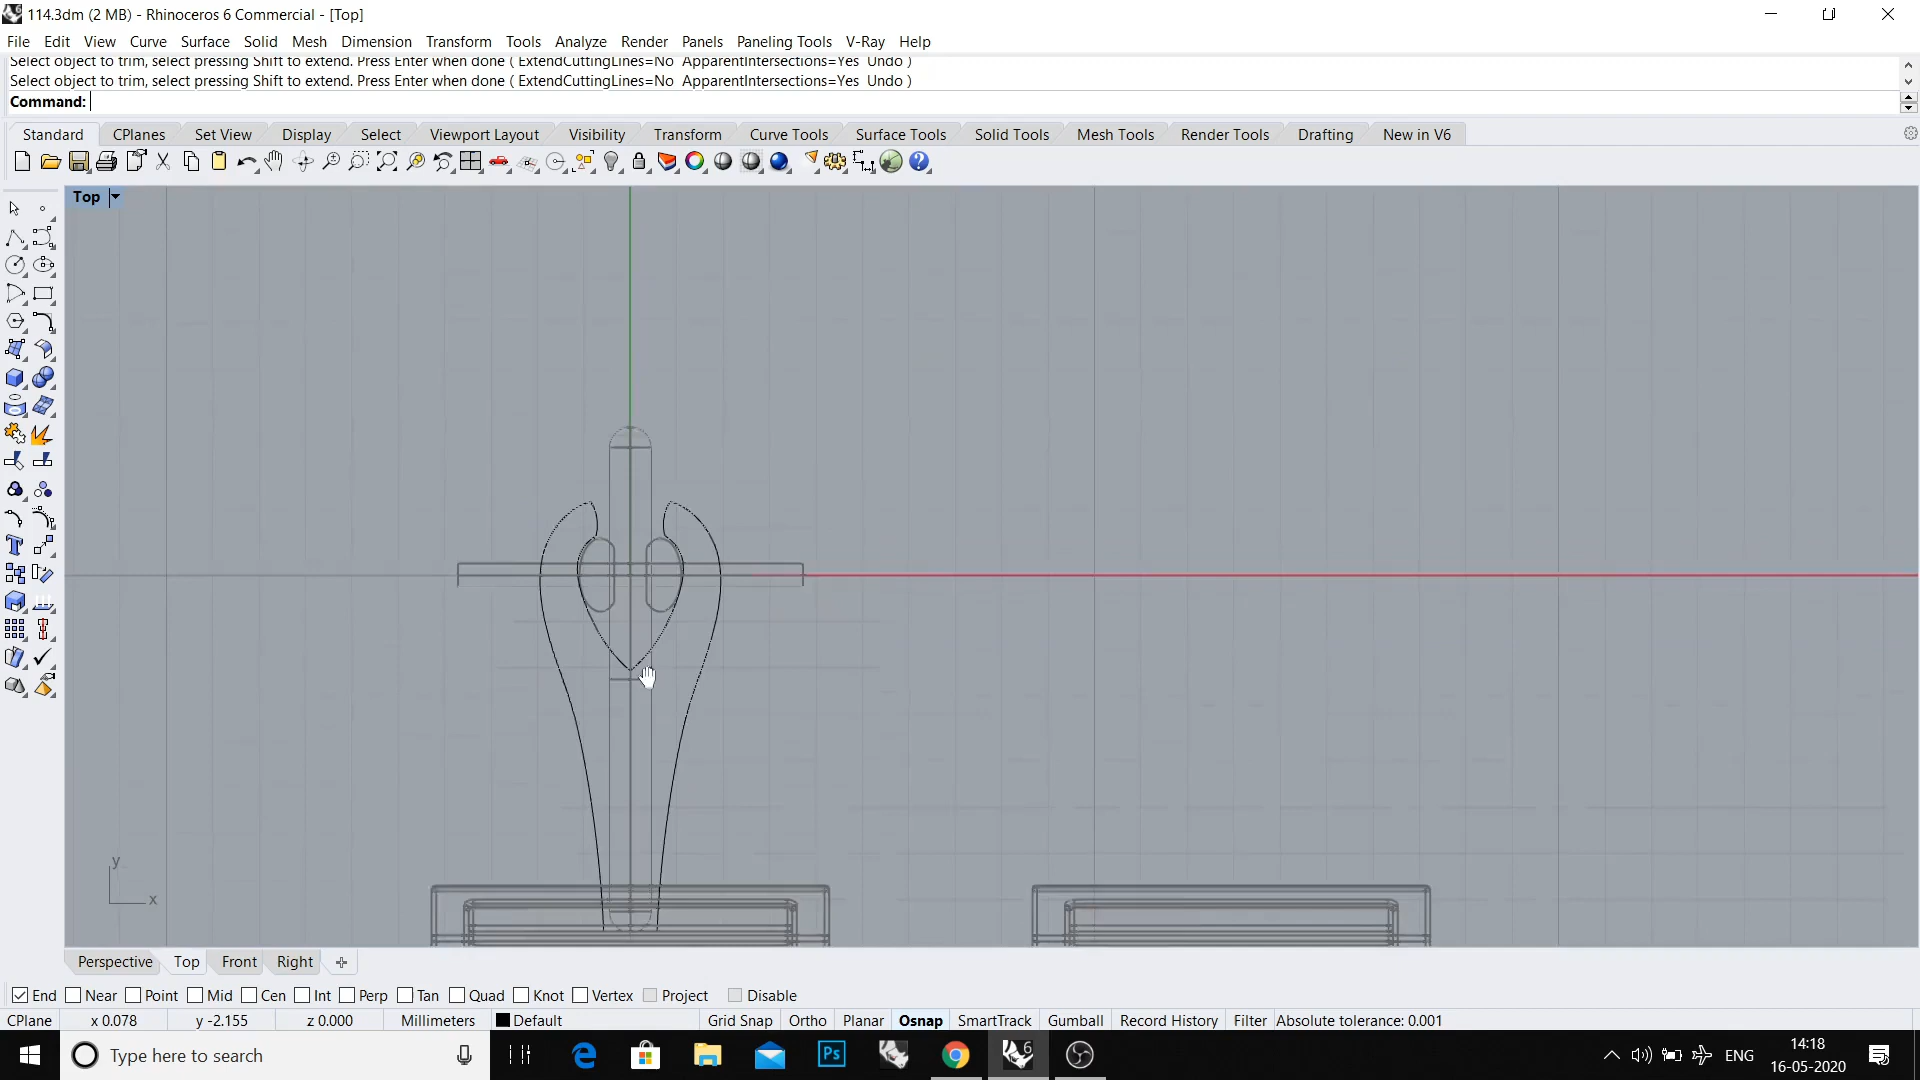 114.3dm (2 MB) - Rhinoceros 6 Commercial - [Top]
File Edit View Curve Surface Solid Mesh Dimension Transform Tools Analyze Render Panels Paneling Tools V-Ray Help
Select object to trim, select pressing Shift to extend. Press Enter when done ( ExtendCuttingLines=No ApparentIntersections=Yes Undo )
Select object to trim, select pressing Shift to extend. Press Enter when done ( ExtendCuttingLines=No ApparentIntersections=Yes Undo )
Command:
Standard CPlanes Set View Display Select Viewport Layout Visibility Transform Curve Tools Surface Tools Solid Tools Mesh Tools Render Tools Drafting New in V6
Top
y
x
Perspective Top Front Right
End Near Point Mid Cen Int Perp Tan Quad Knot Vertex Project Disable
CPlane x 0.078 y -2.155 z 0.000 Millimeters Default Grid Snap Ortho Planar Osnap SmartTrack Gumball Record History Filter Absolute tolerance: 0.001
Type here to search Ps 6 ENG 14:18
16-05-2020